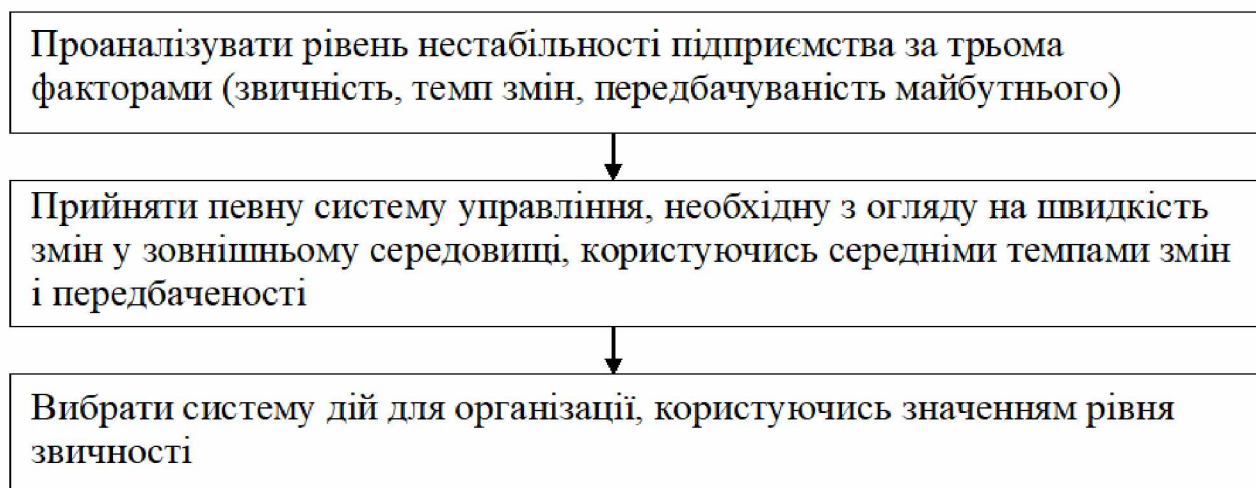 Проаналізувати рівень нестабільності підприємства за трьома
факторами (звичність, темп змін, передбачуваність майбутнього)
Прийняти певну систему управління, необхідну з огляду на швидкість
змін у зовнішньому середовищі, користуючись середніми темпами змін
і передбаченості
Вибрати систему дій для організації, користуючись значенням рівня
звичності